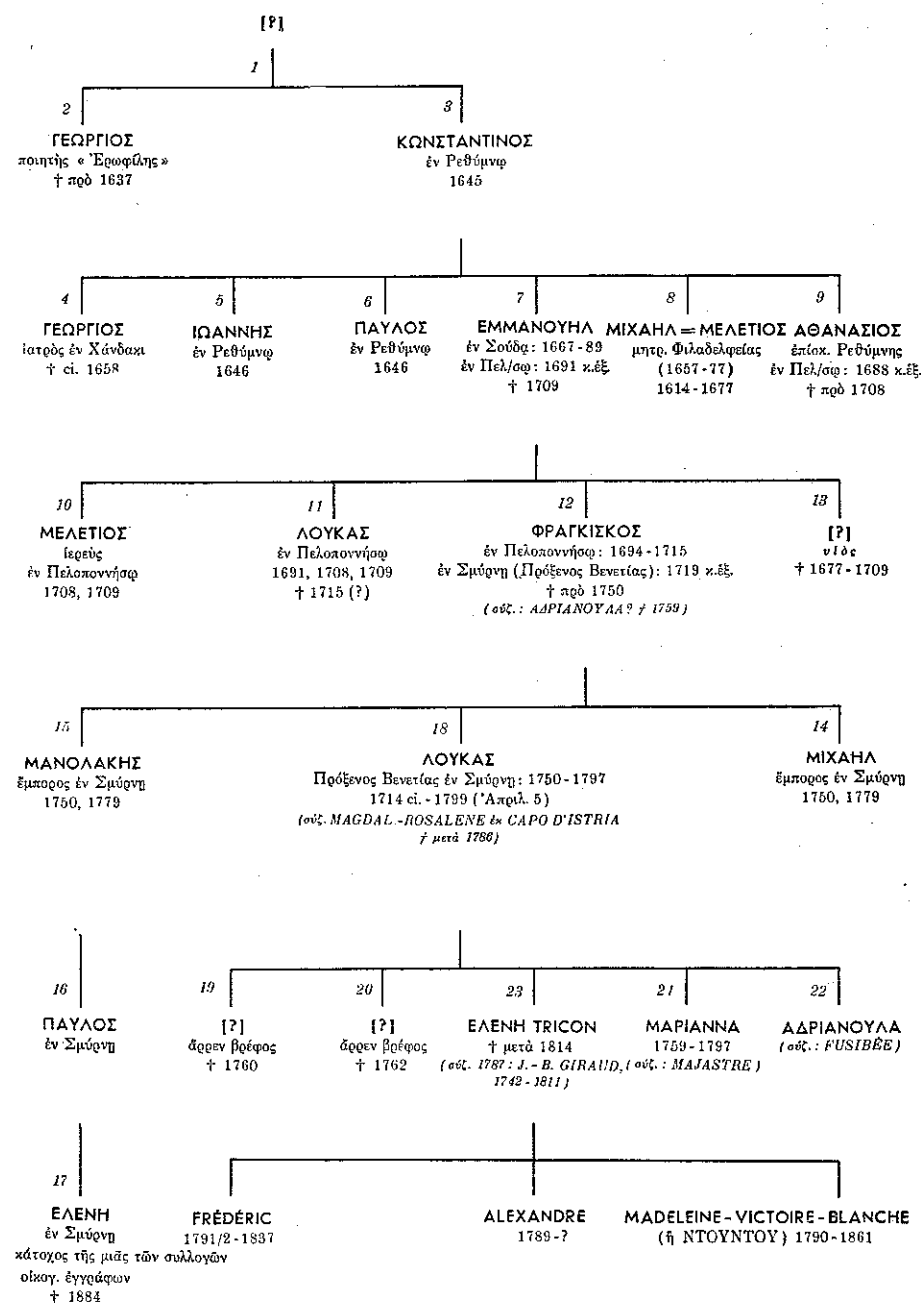 [?]
1
2
ΓΕΩΡΓΙΟΣ
ποιητὴς « Ἐρωφίλης »
† πρὸ 1637
3
ΚΩΝΣΤΑΝΤΙΝΟΣ
ἐν Ρεθύμνῳ
1645
4
ΓΕΩΡΓΙΟΣ
ἰατρὸς ἐν Χάνδακι
† ci. 1658
5
ΙΩΑΝΝΗΣ
ἐν Ρεθύμνῳ
1646
6
ΠΑΥΛΟΣ
ἐν Ρεθύμνῳ
1646
7
ΕΜΜΑΝΟΥΗΛ
ἐν Σούδᾳ: 1667-89
ἐν Πελ/σῳ: 1691 κ.ἑξ.
† 1709
8
ΜΙΧΑΗΛ = ΜΕΛΕΤΙΟΣ
μητρ. Φιλαδελφείας
(1657-77)
1614-1677
9
ΑΘΑΝΑΣΙΟΣ
ἐπίσκ. Ρεθύμνης
ἐν Πελ/σῳ: 1688 κ.ἑξ.
† πρὸ 1708
10
ΜΕΛΕΤΙΟΣ
ἱερεὺς
ἐν Πελοποννήσῳ
1708, 1709
11
ΛΟΥΚΑΣ
ἐν Πελοποννήσῳ
1691, 1708, 1709
† 1715 (?)
12
ΦΡΑΓΚΙΣΚΟΣ
ἐν Πελοποννήσῳ: 1694-1715
ἐν Σμύρνῃ (Πρόξενος Βενετίας): 1719 κ.ἑξ.
† πρὸ 1750
(σύζ.: ΑΔΡΙΑΝΟΥΛΑ? † 1759)
13
[?]
υἱὸς
† 1677-1709
15
ΜΑΝΟΛΑΚΗΣ
ἔμπορος ἐν Σμύρνῃ
1750, 1779
18
ΛΟΥΚΑΣ
Πρόξενος Βενετίας ἐν Σμύρνῃ: 1750-1797
1714 ci. - 1799 (Ἀπριλ. 5)
(σύζ. MAGDAL.-ROSALENE ἐκ CAPO D'ISTRIA
† μετὰ 1786)
14
ΜΙΧΑΗΛ
ἔμπορος ἐν Σμύρνῃ
1750, 1779
16
ΠΑΥΛΟΣ
ἐν Σμύρνῃ
19
[?]
ἄρρεν βρέφος
† 1760
20
[?]
ἄρρεν βρέφος
† 1762
23
ΕΛΕΝΗ TRICON
† μετὰ 1814
(σύζ. 1787: J.-B. GIRAUD,
1742-1811)
21
ΜΑΡΙΑΝΝΑ
1759-1797
(σύζ.: MAJASTRE)
22
ΑΔΡΙΑΝΟΥΛΑ
(σύζ.: FUSIBÉE)
17
ΕΛΕΝΗ
ἐν Σμύρνῃ
κάτοχος τῆς μιᾶς τῶν συλλογῶν
οἰκογ. ἐγγράφων
† 1884
FRÉDÉRIC
1791/2-1837
ALEXANDRE
1789-?
MADELEINE-VICTOIRE-BLANCHE
(ἢ ΝΤΟΥΝΤΟΥ) 1790-1861